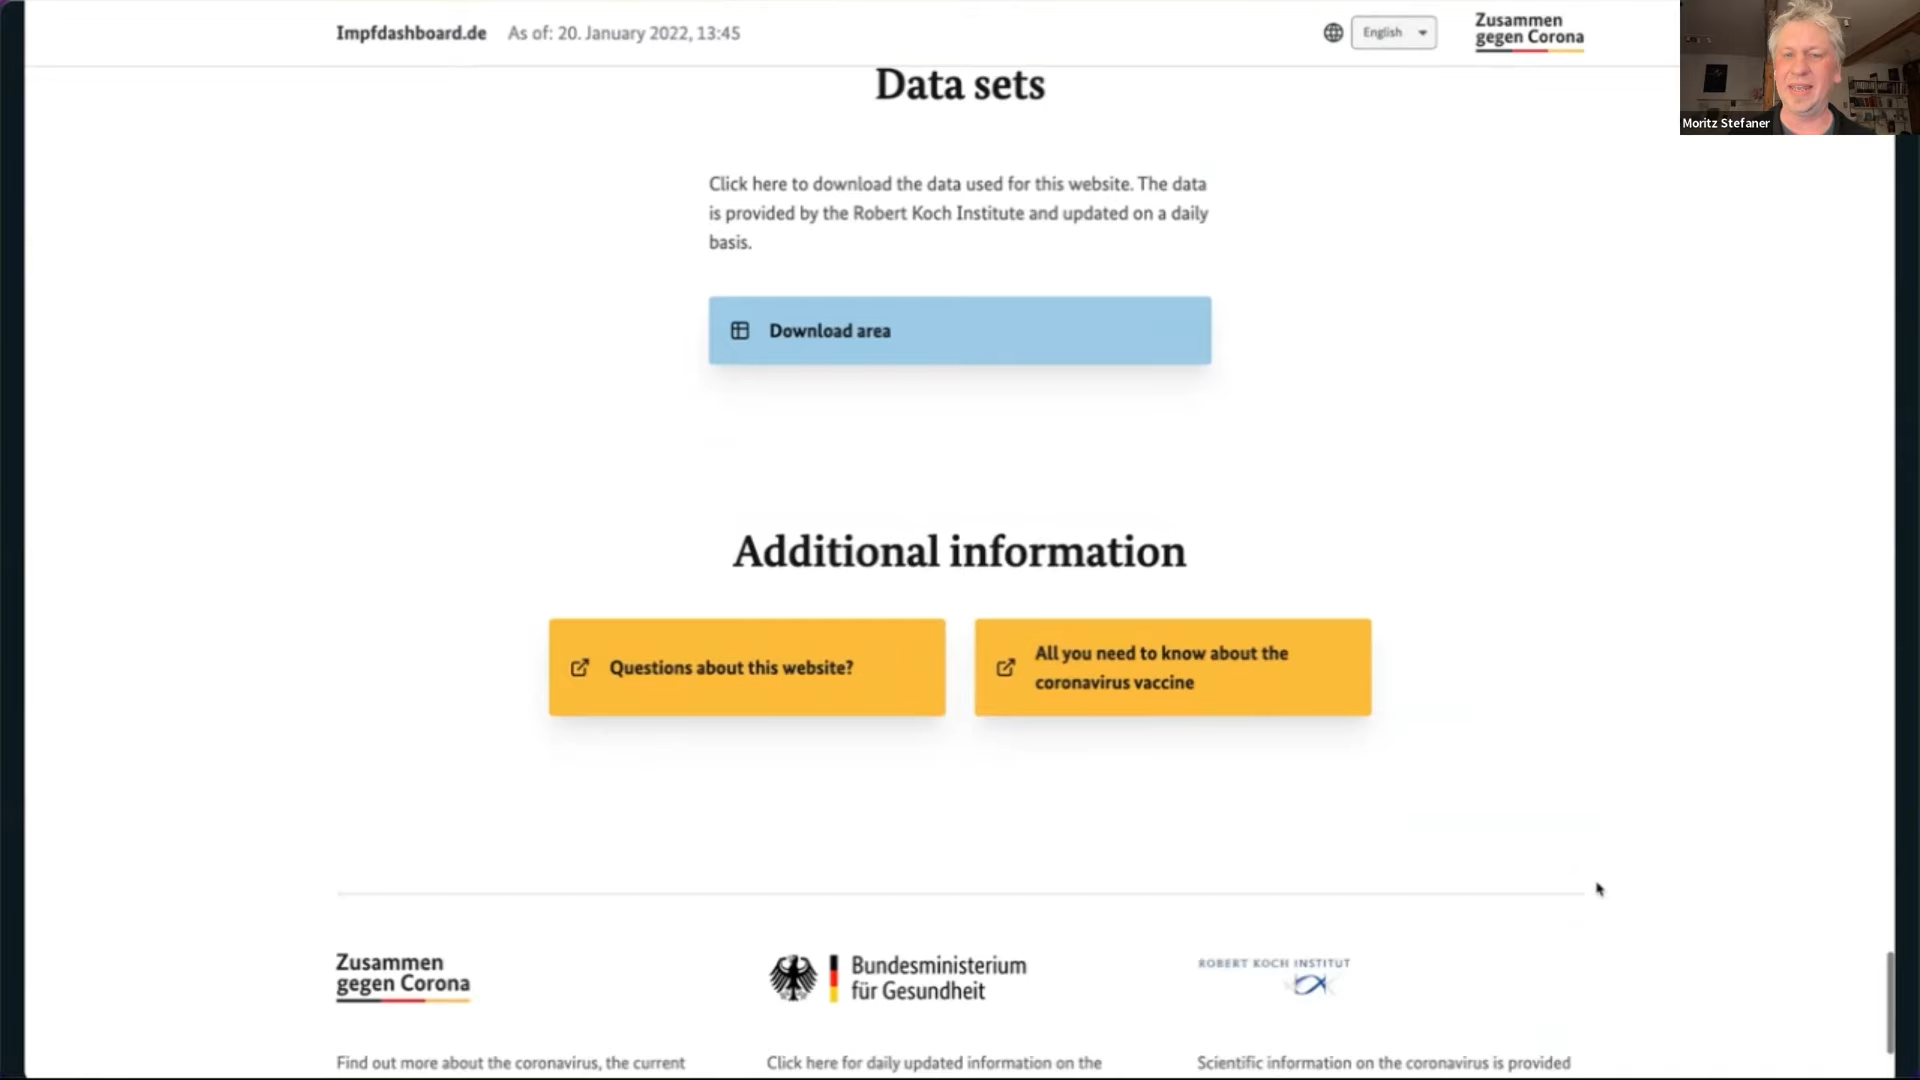 Impfdashboard.de As of: 20. January 2022, 13:45
English
Zusammen
gegen Corona
Moritz Stefaner
Data sets
Click here to download the data used for this website. The data
is provided by the Robert Koch Institute and updated on a daily
basis.
Download area
Additional information
Questions about this website?
All you need to know about the
coronavirus vaccine
Zusammen
gegen Corona
Bundesministerium
für Gesundheit
ROBERT KOCH INSTITUT
Find out more about the coronavirus, the current
Click here for daily updated information on the
Scientific information on the coronavirus is provided